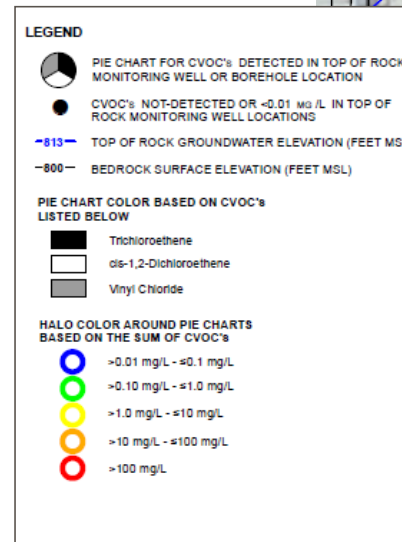 LEGEND
PIE CHART FOR CVOC's DETECTED IN TOP OF ROCK
MONITORING WELL OR BOREHOLE LOCATION
CVOC's NOT-DETECTED OR <0.01 MG /L IN TOP OF
ROCK MONITORING WELL LOCATIONS
813 TOP OF ROCK GROUNDWATER ELEVATION (FEET MS
800 BEDROCK SURFACE ELEVATION (FEET MSL)
PIE CHART COLOR BASED ON CVOC's
LISTED BELOW
Trichloroethene
cis-1,2-Dichloroethene
Vinyl Chloride
HALO COLOR AROUND PIE CHARTS
BASED ON THE SUM OF CVOC's
>0.01 mg/L - ≤0.1 mg/L
>0.10 mg/L - ≤1.0 mg/L
>1.0 mg/L - ≤10 mg/L
>10 mg/L - ≤100 mg/L
>100 mg/L